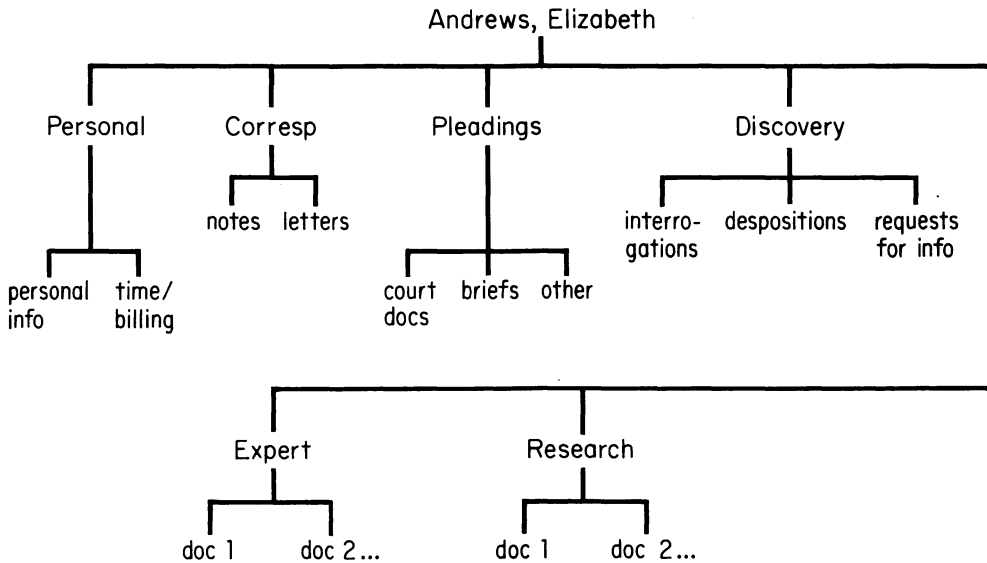 Andrews, Elizabeth
Personal
Corresp
Pleadings
Discovery
notes
letters
interro-
gations
despositions
requests
for info
personal
info
time/
billing
court
docs
briefs
other
Expert
Research
doc 1
doc 2...
doc 1
doc 2...